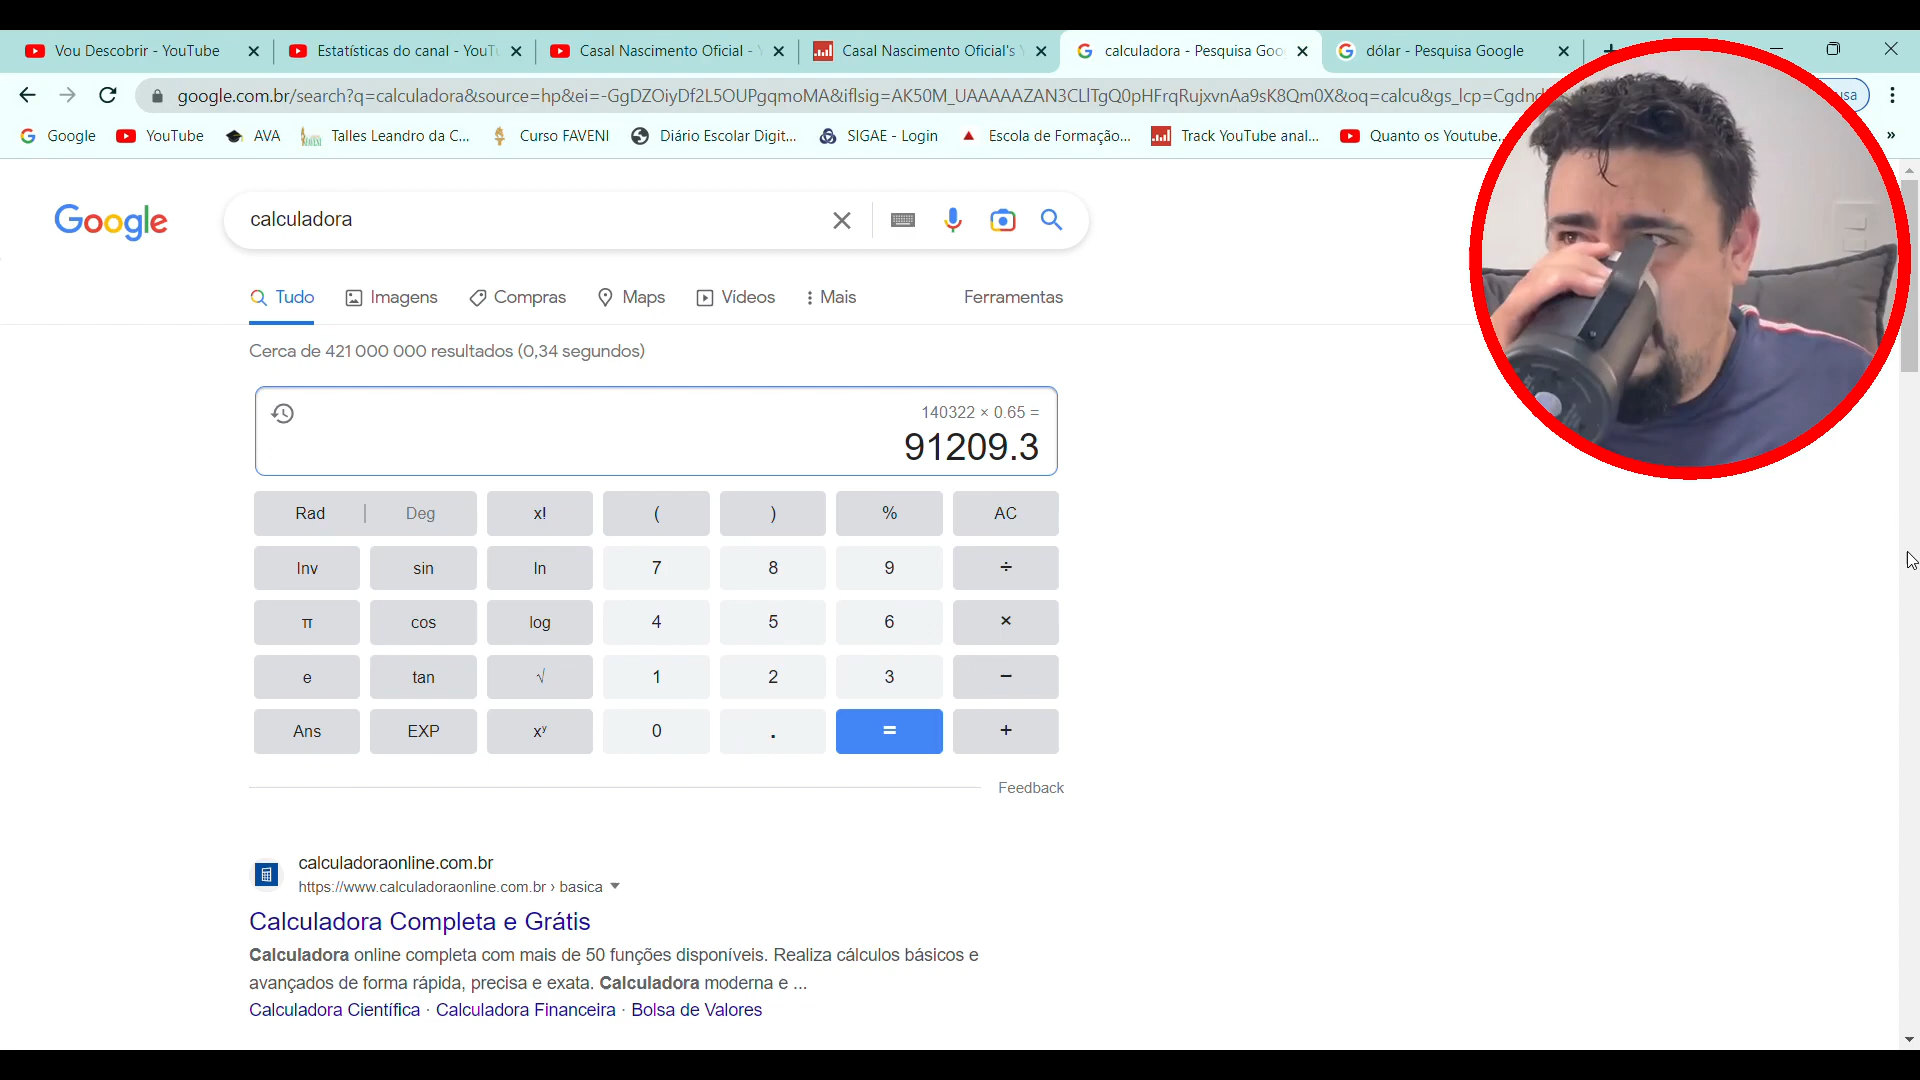 Vou Descobrir - YouTube
Estatísticas do canal - YouTu
Casal Nascimento Oficial -
Casal Nascimento Oficial's
calculadora - Pesquisa Goo
dólar - Pesquisa Google
google.com.br/search?q=calculadora&source=hp&ei=-GgDZOiyDf2L5OUPgqmoMA&iflsig=AK50M_UAAAAAZAN3CLlTgQ0pHFrqRujxvnAa9sK8Qm0X&oq=calcu&gs_lcp=Cgdnd
usa
Google
YouTube
AVA
Talles Leandro da C...
Curso FAVENI
Diário Escolar Digit...
SIGAE - Login
Escola de Formação...
Track YouTube anal...
Quanto os Youtube...
»
Google
calculadora
Tudo
Imagens
Compras
Maps
Vídeos
Mais
Ferramentas
Cerca de 421 000 000 resultados (0,34 segundos)
140322 × 0.65 =
91209.3
Rad | Deg x! ( ) % AC
Inv sin ln 7 8 9 ÷
π cos log 4 5 6 ×
e tan √ 1 2 3 −
Ans EXP xʸ 0 . = +
Feedback
calculadoraonline.com.br
https://www.calculadoraonline.com.br › basica
Calculadora Completa e Grátis
Calculadora online completa com mais de 50 funções disponíveis. Realiza cálculos básicos e
avançados de forma rápida, precisa e exata. Calculadora moderna e ...
Calculadora Científica · Calculadora Financeira · Bolsa de Valores